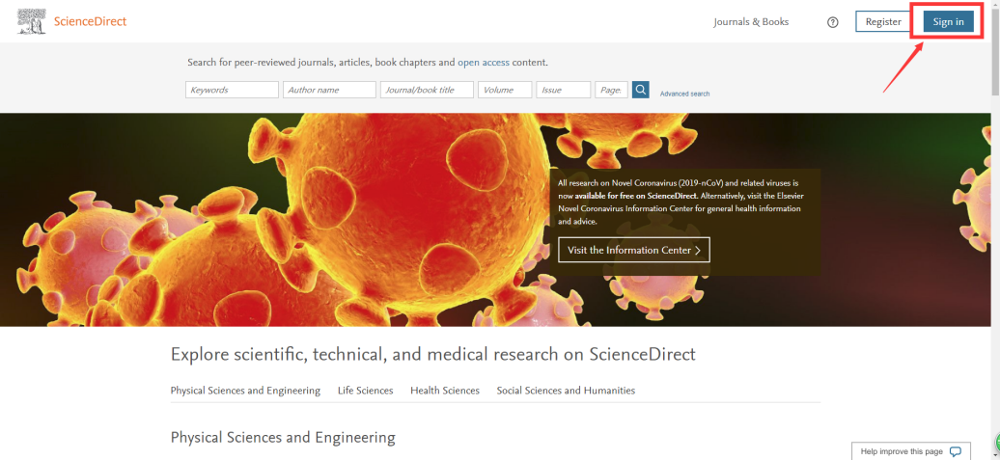 ScienceDirect
Journals & Books
Register
Sign in
Search for peer-reviewed journals, articles, book chapters and open access content.
Keywords
Author name
Journal/book title
Volume
Issue
Page
Advanced search
All research on Novel Coronavirus (2019-nCoV) and related viruses is
now available for free on ScienceDirect. Alternatively, visit the Elsevier
Novel Coronavirus Information Center for general health information
and advice.
Visit the Information Center >
Explore scientific, technical, and medical research on ScienceDirect
Physical Sciences and Engineering
Life Sciences
Health Sciences
Social Sciences and Humanities
Physical Sciences and Engineering
Help improve this page